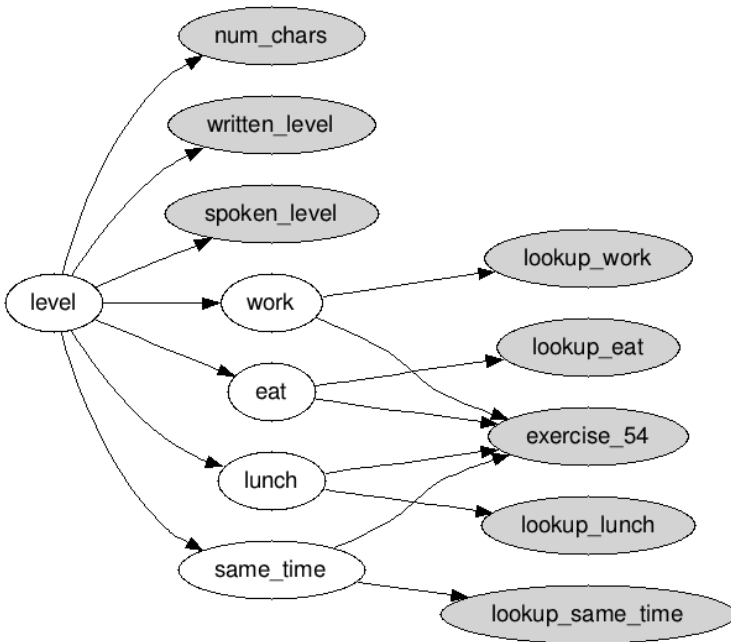 num_chars
written_level
spoken_level
lookup_work
level
work
lookup_eat
eat
exercise_54
lunch
lookup_lunch
same_time
lookup_same_time